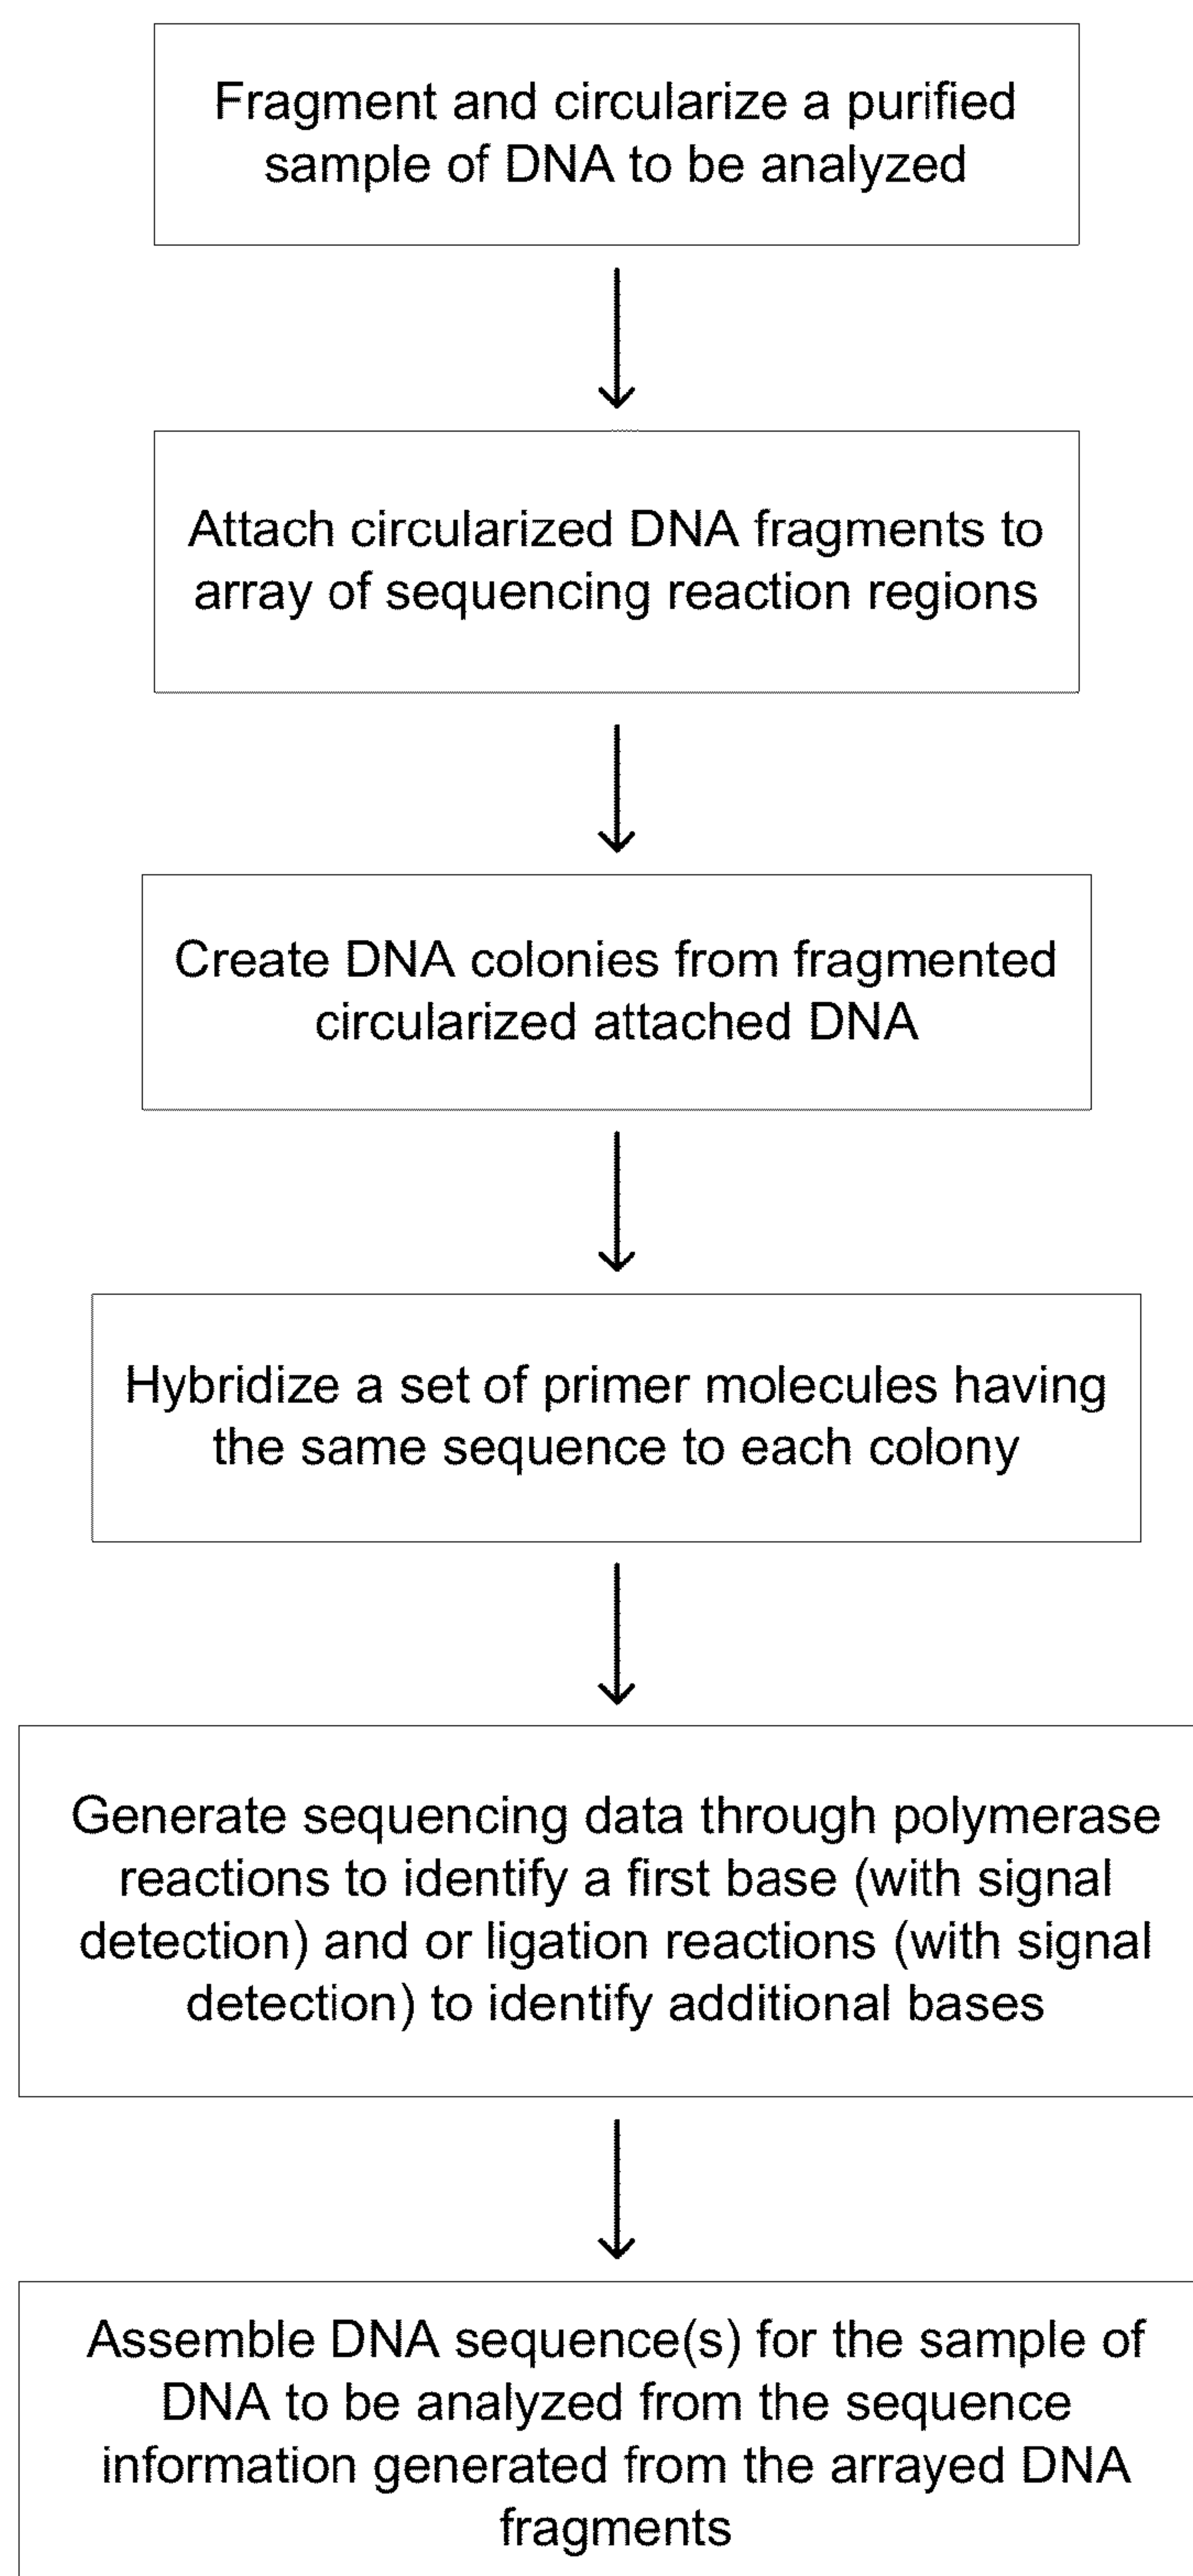 Fragment and circularize a purified
sample of DNA to be analyzed
Attach circularized DNA fragments to
array of sequencing reaction regions
Create DNA colonies from fragmented
circularized attached DNA
Hybridize a set of primer molecules having
the same sequence to each colony
Generate sequencing data through polymerase
reactions to identify a first base (with signal
detection) and or ligation reactions (with signal
detection) to identify additional bases
Assemble DNA sequence(s) for the sample of
DNA to be analyzed from the sequence
information generated from the arrayed DNA
fragments